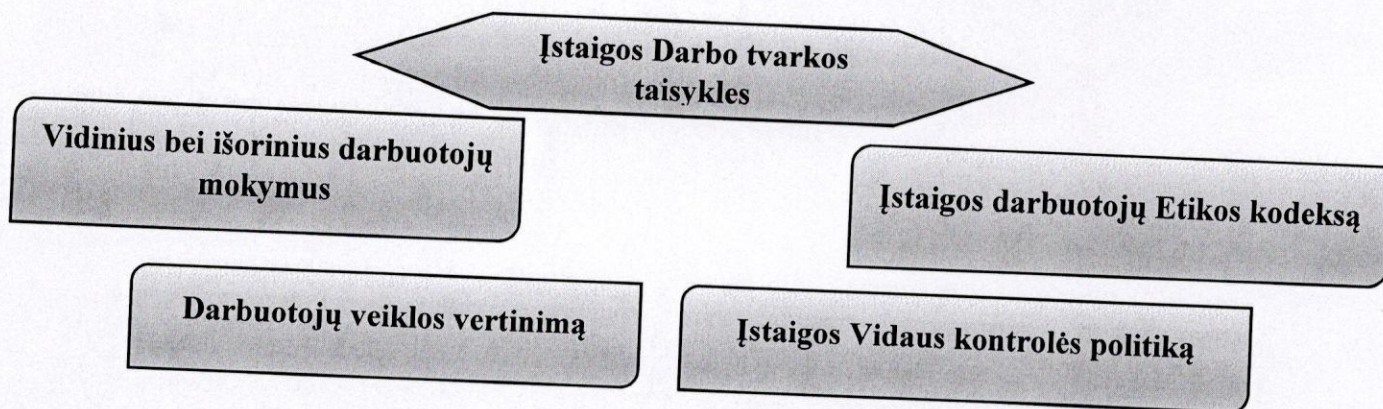 Įstaigos Darbo tvarkos
taisykles
Vidinius bei išorinius darbuotojų
mokymus
Įstaigos darbuotojų Etikos kodeksą
Darbuotojų veiklos vertinimą
Įstaigos Vidaus kontrolės politiką